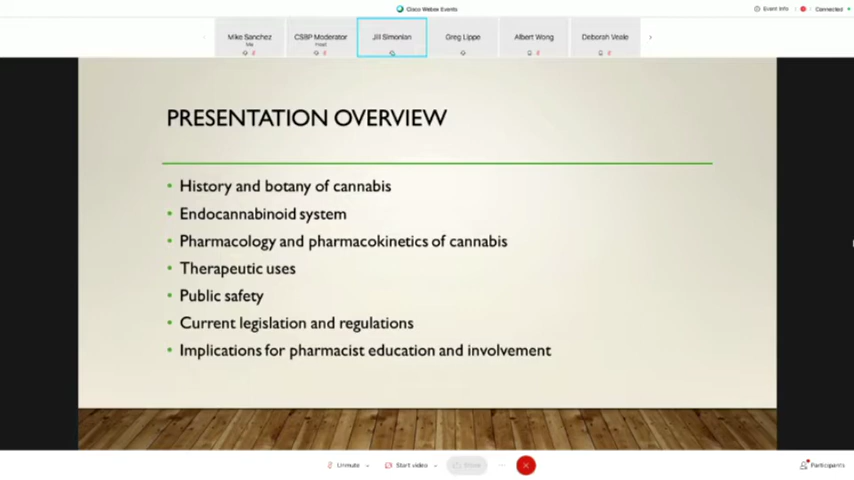 Cisco Webex Events
Event Info
Connected
Mike Sanchez
Me
CSBP Moderator
Host
Jill Simonian
Greg Lippe
Albert Wong
Deborah Veale
PRESENTATION OVERVIEW
• History and botany of cannabis
• Endocannabinoid system
• Pharmacology and pharmacokinetics of cannabis
• Therapeutic uses
• Public safety
• Current legislation and regulations
• Implications for pharmacist education and involvement
Unmute
Start video
Share
Participants